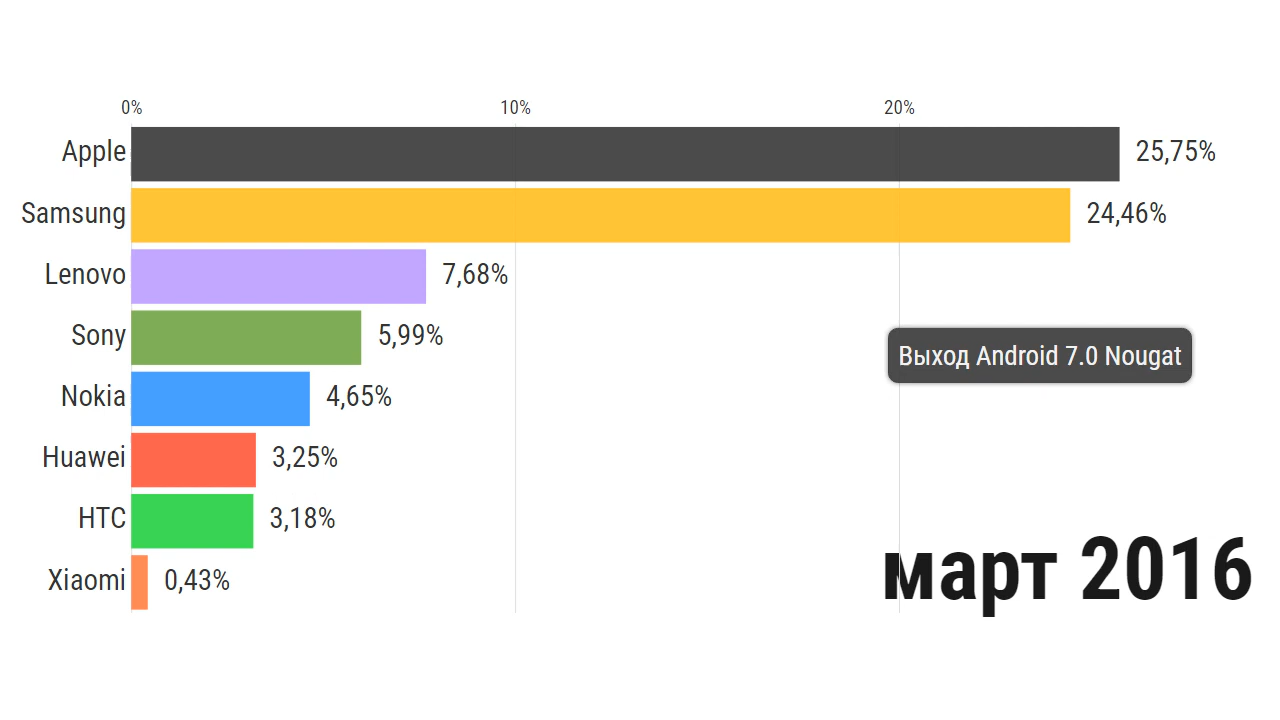 0% 10% 20%
Apple 25,75%
Samsung 24,46%
Lenovo 7,68%
Sony 5,99%
Выход Android 7.0 Nougat
Nokia 4,65%
Huawei 3,25%
HTC 3,18%
Xiaomi 0,43%
март 2016